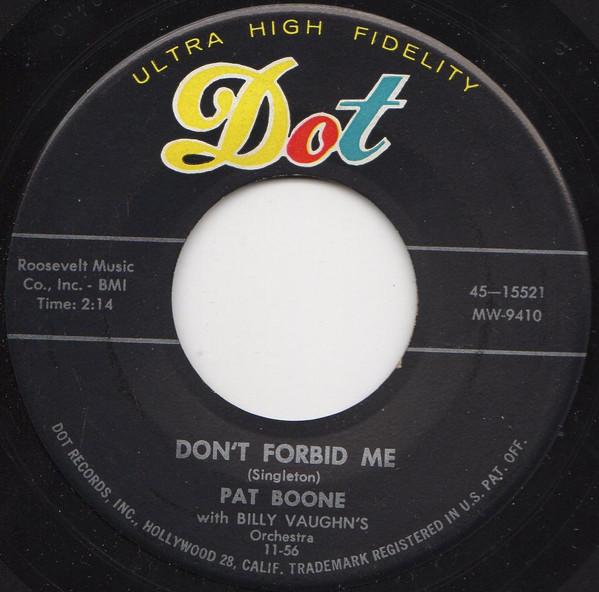 ULTRA HIGH FIDELITY
Dot
Roosevelt Music
Co., Inc. - BMI
Time: 2:14
45—15521
MW-9410
DON'T FORBID ME
(Singleton)
PAT BOONE
with BILLY VAUGHN'S
Orchestra
11-56
DOT RECORDS, INC., HOLLYWOOD 28, CALIF. TRADEMARK REGISTERED IN U.S. PAT. OFF.